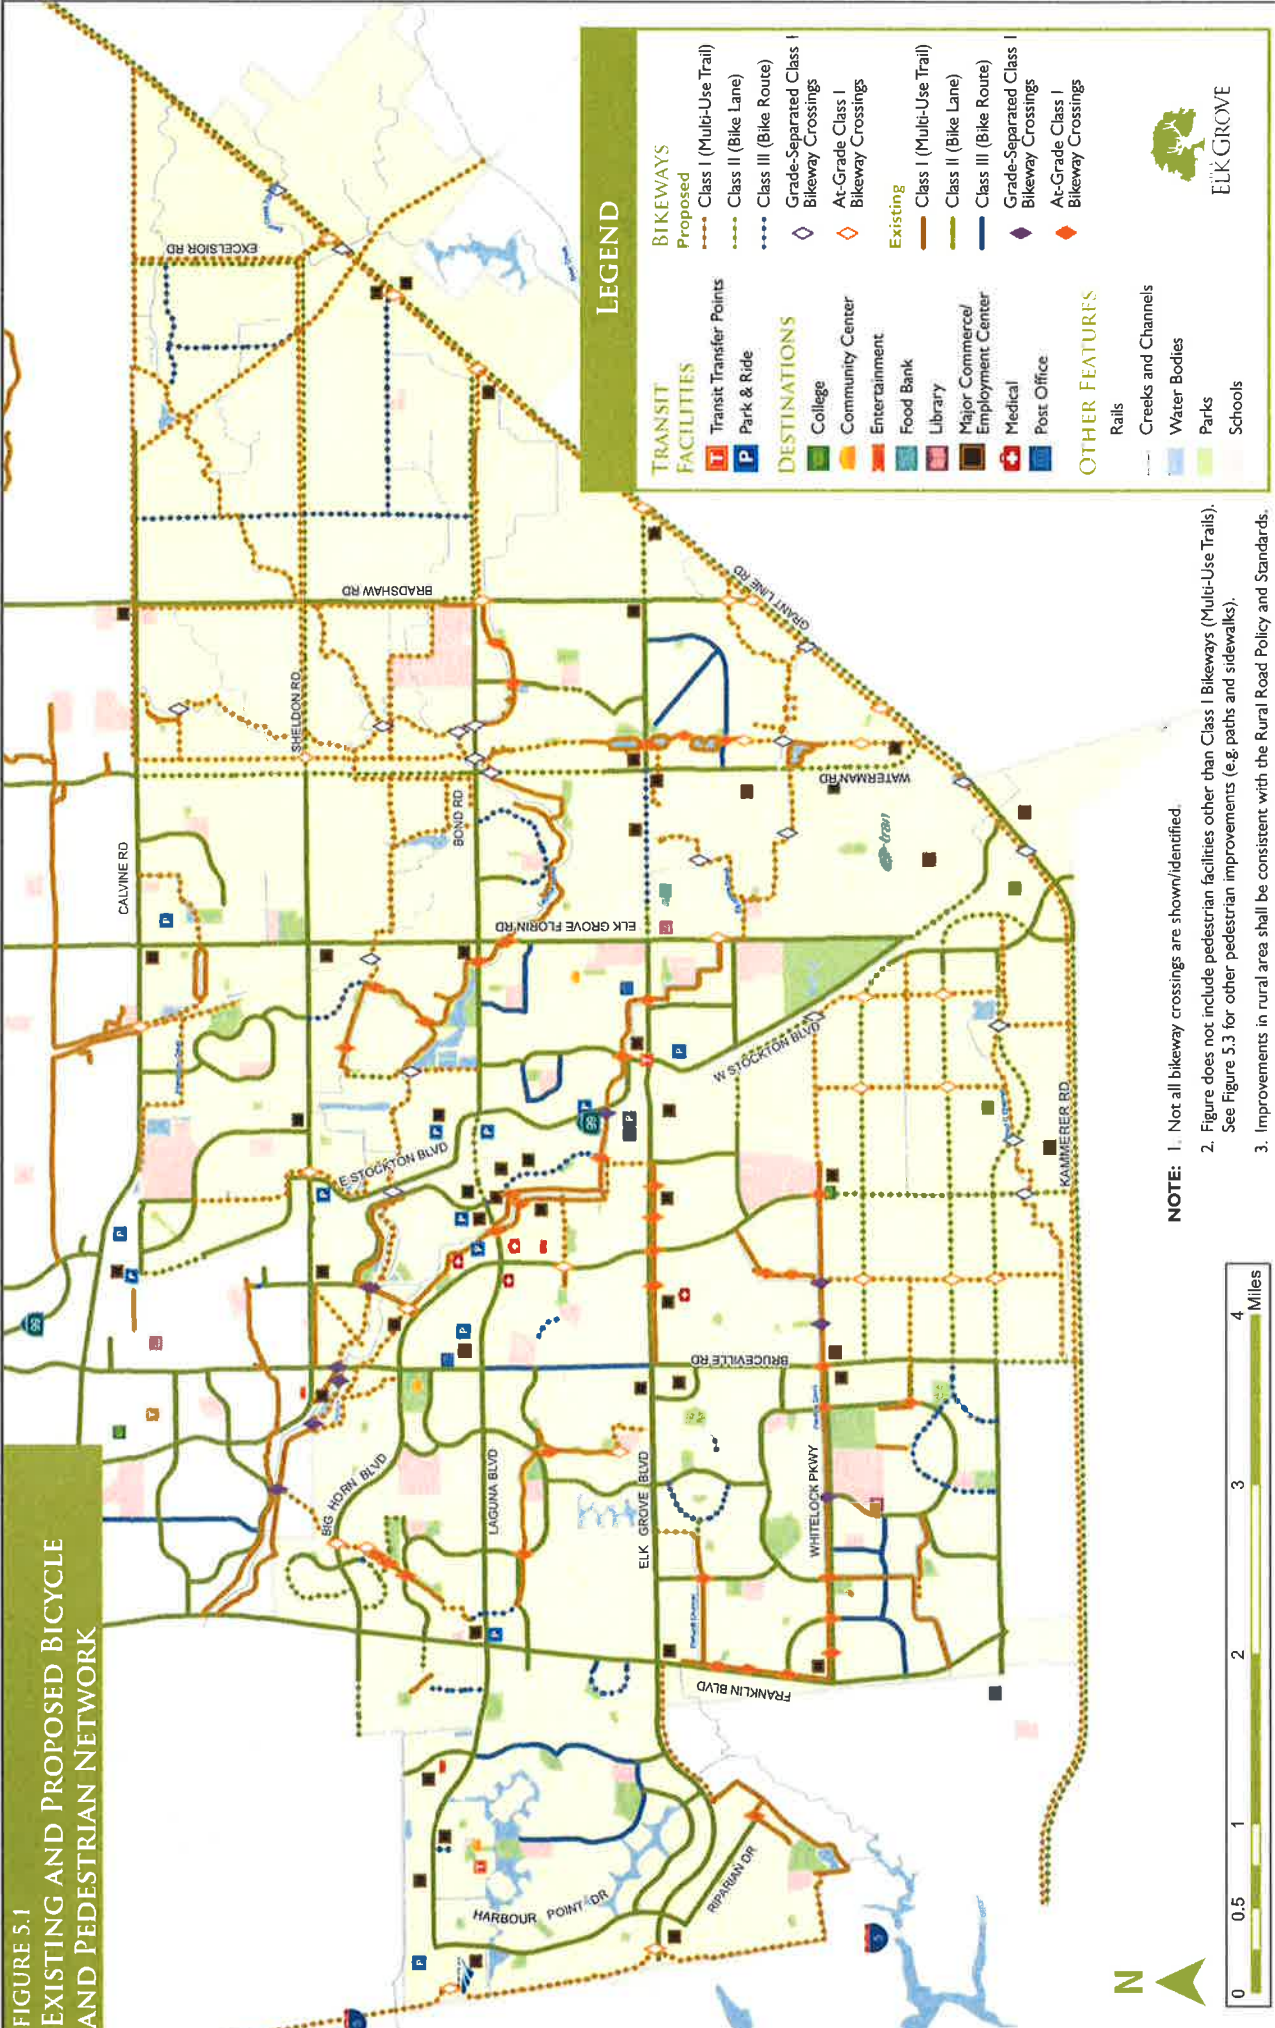 FIGURE 5.1
EXISTING AND PROPOSED BICYCLE
AND PEDESTRIAN NETWORK
CALVINE RD
EXCELSIOR RD
SHELDON RD
BRADSHAW RD
BOND RD
ELK GROVE FLORIN RD
WATERMAN RD
GRANT LINE RD
E STOCKTON BLVD
W STOCKTON BLVD
BIG HORN BLVD
LAGUNA BLVD
ELK GROVE BLVD
BRUCEVILLE RD
WHITELOCK PKWY
FRANKLIN BLVD
HARBOUR POINT DR
RIPARIAN DR
KAMMERER RD
e-tran
99
99
5
5
LEGEND
TRANSIT
FACILITIES
T Transit Transfer Points
P Park & Ride
DESTINATIONS
College
Community Center
Entertainment
Food Bank
Library
Major Commerce/
Employment Center
Medical
Post Office
OTHER FEATURES
Rails
Creeks and Channels
Water Bodies
Parks
Schools
BIKEWAYS
Proposed
Class I (Multi-Use Trail)
Class II (Bike Lane)
Class III (Bike Route)
Grade-Separated Class I
Bikeway Crossings
At-Grade Class I
Bikeway Crossings
Existing
Class I (Multi-Use Trail)
Class II (Bike Lane)
Class III (Bike Route)
Grade-Separated Class I
Bikeway Crossings
At-Grade Class I
Bikeway Crossings
ELK GROVE
NOTE: 1. Not all bikeway crossings are shown/identified.
2. Figure does not include pedestrian facilities other than Class I Bikeways (Multi-Use Trails).
See Figure 5.3 for other pedestrian improvements (e.g. paths and sidewalks).
3. Improvements in rural area shall be consistent with the Rural Road Policy and Standards.
N
0 0.5 1 2 3 4
Miles